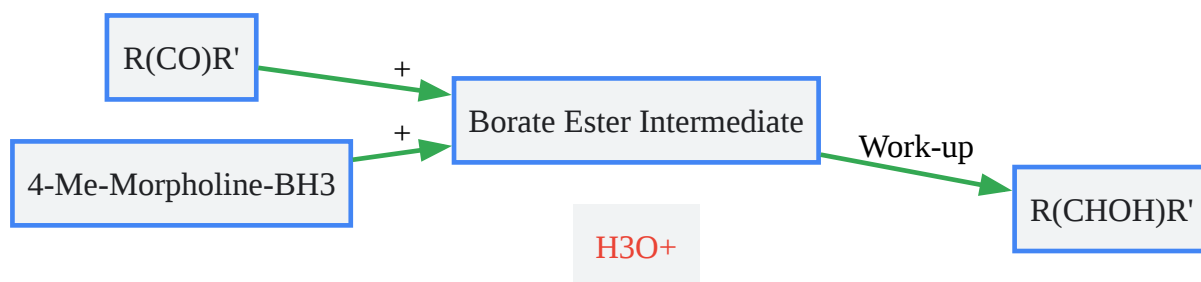 R(CO)R'
+
4-Me-Morpholine-BH3
+
Borate Ester Intermediate
Work-up
H3O+
R(CHOH)R'